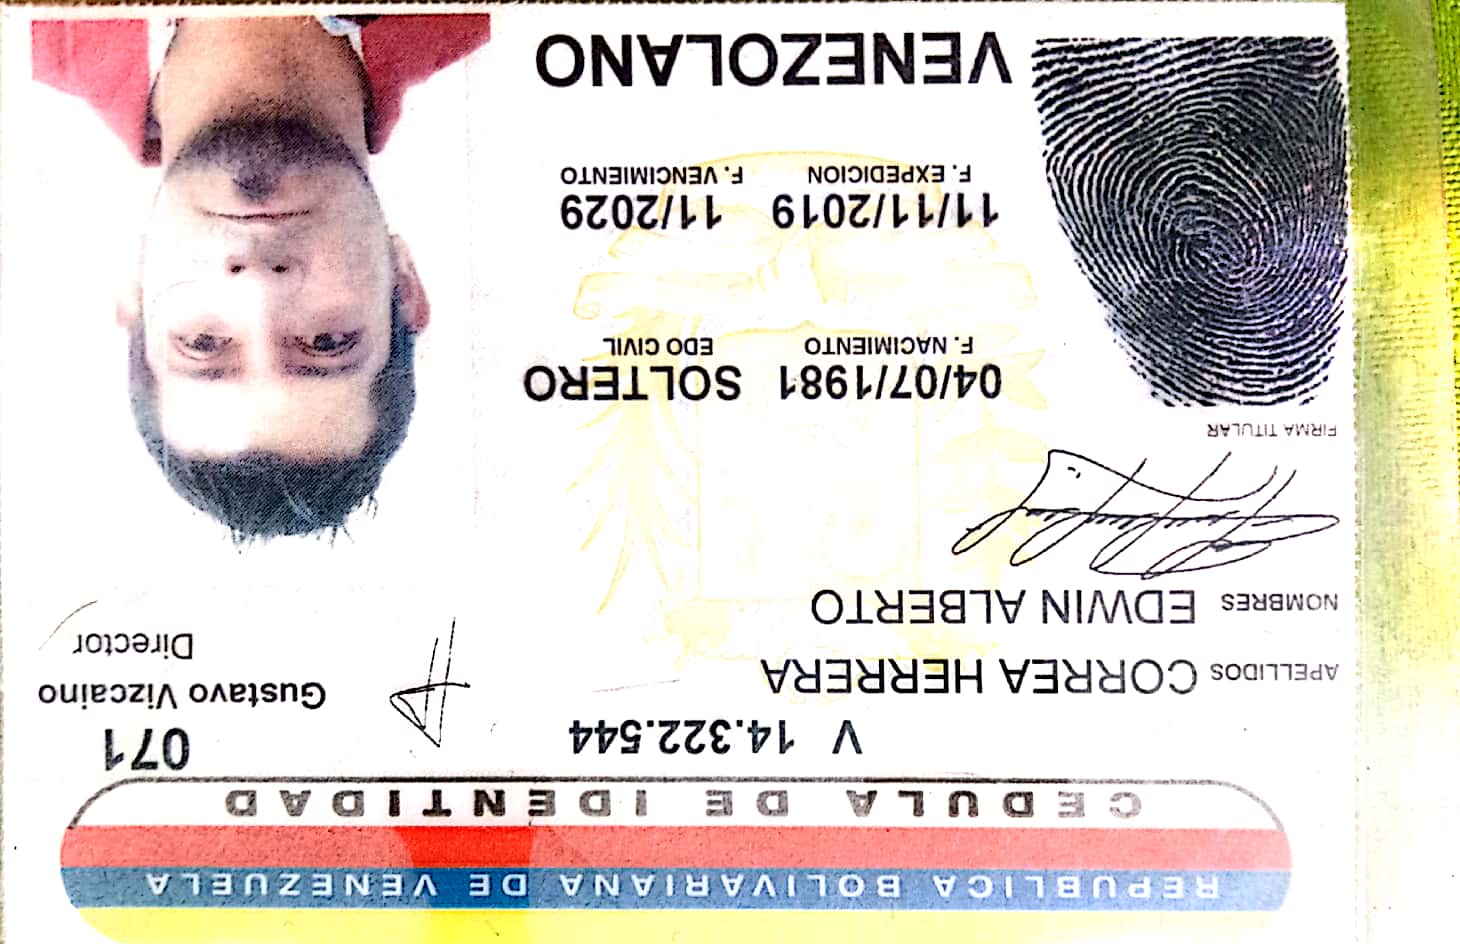 REPUBLICA BOLIVARIANA DE VENEZUELA
CEDULA DE IDENTIDAD
V 14.322.544
071
Gustavo Vizcaino
Director
APELLIDOS CORREA HERRERA
NOMBRES EDWIN ALBERTO
FIRMA TITULAR
04/07/1981 SOLTERO
F. NACIMIENTO EDO CIVIL
11/11/2019 11/2029
F. EXPEDICION F. VENCIMIENTO
VENEZOLANO